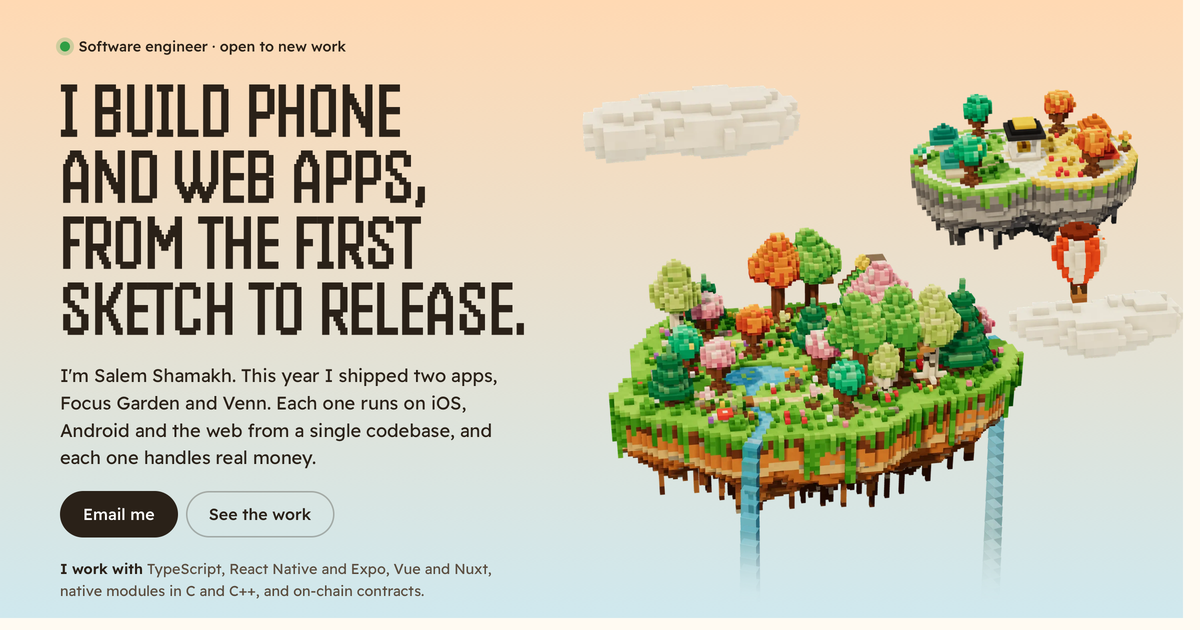 Software engineer · open to new work
I BUILD PHONE
AND WEB APPS,
FROM THE FIRST
SKETCH TO RELEASE.
I'm Salem Shamakh. This year I shipped two apps,
Focus Garden and Venn. Each one runs on iOS,
Android and the web from a single codebase, and
each one handles real money.
Email me
See the work
I work with TypeScript, React Native and Expo, Vue and Nuxt,
native modules in C and C++, and on-chain contracts.